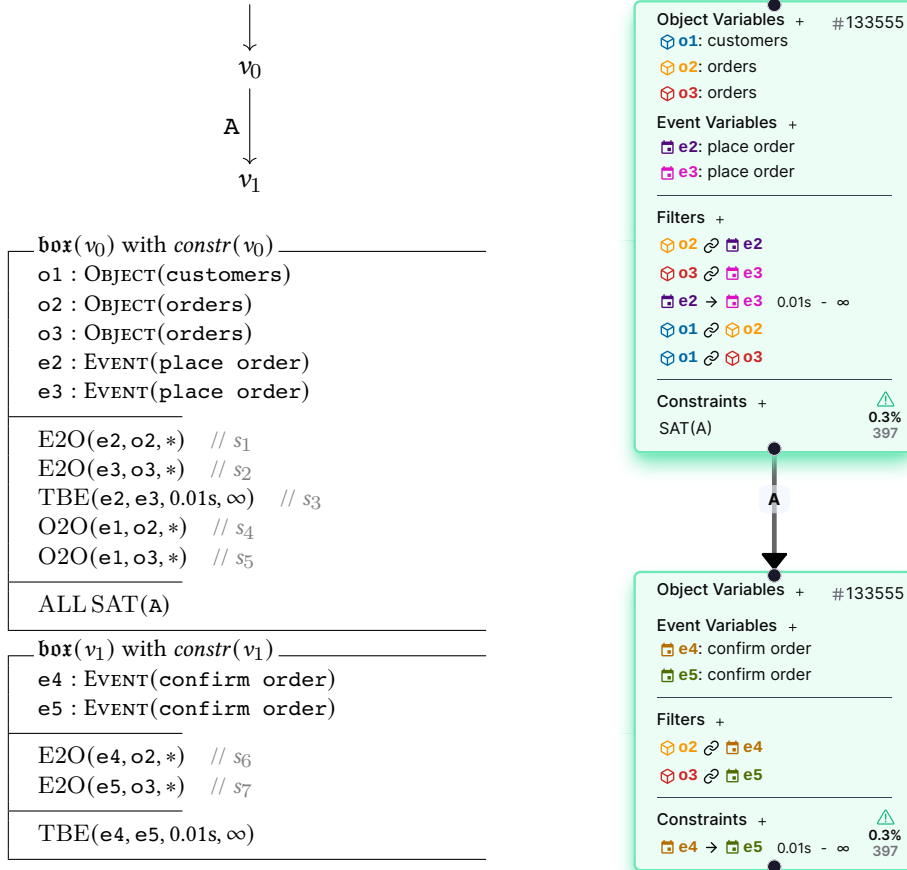 v0
A
v1
box(v0) with constr(v0)
o1 : OBJECT(customers)
o2 : OBJECT(orders)
o3 : OBJECT(orders)
e2 : EVENT(place order)
e3 : EVENT(place order)
E2O(e2, o2, *) // s1
E2O(e3, o3, *) // s2
TBE(e2, e3, 0.01s, ∞) // s3
O2O(e1, o2, *) // s4
O2O(e1, o3, *) // s5
ALL SAT(A)
box(v1) with constr(v1)
e4 : EVENT(confirm order)
e5 : EVENT(confirm order)
E2O(e4, o2, *) // s6
E2O(e5, o3, *) // s7
TBE(e4, e5, 0.01s, ∞)
Object Variables + #133555
o1: customers
o2: orders
o3: orders
Event Variables +
e2: place order
e3: place order
Filters +
o2 e2
o3 e3
e2 → e3 0.01s - ∞
o1 o2
o1 o3
Constraints +
SAT(A)
0.3%
397
A
Object Variables + #133555
Event Variables +
e4: confirm order
e5: confirm order
Filters +
o2 e4
o3 e5
Constraints +
e4 → e5 0.01s - ∞
0.3%
397